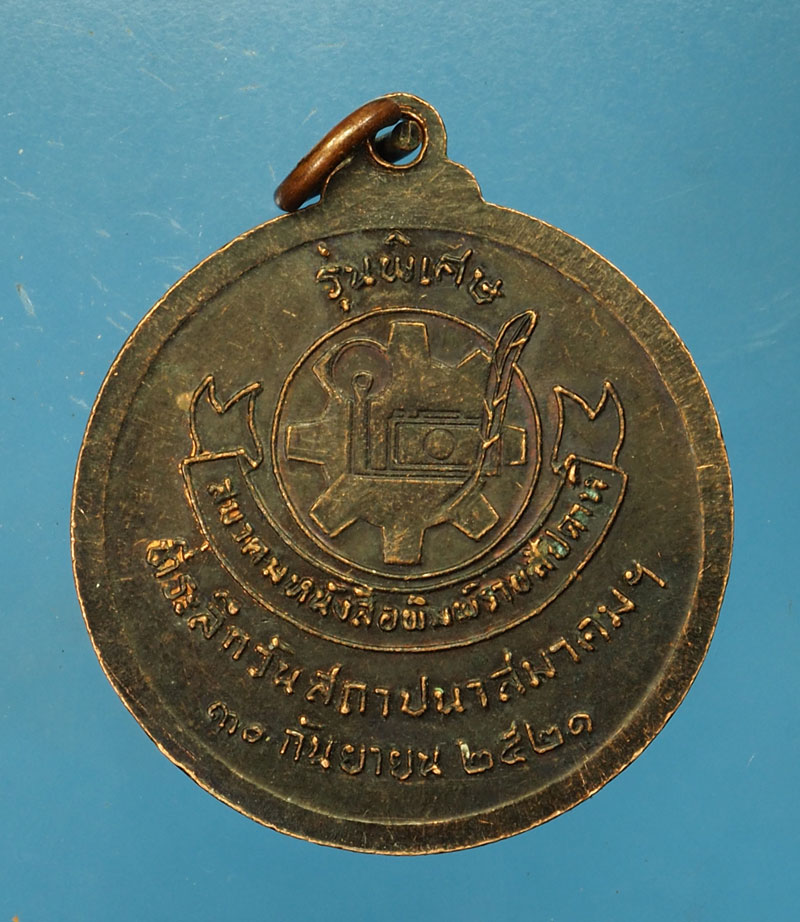 รุ่นพิเศษ
สมาคมหนังสือพิมพ์รายสัปดาห์
ที่ระลึกวันสถาปนาสมาคมฯ
๓๐ กันยายน ๒๕๒๑